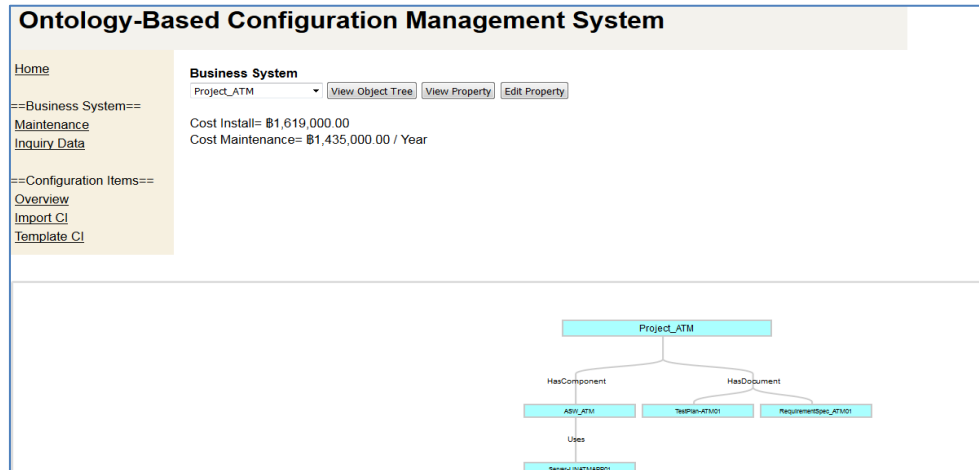 Ontology-Based Configuration Management System
Home
==Business System==
Maintenance
Inquiry Data
==Configuration Items==
Overview
Import CI
Template CI
Business System
Project_ATM View Object Tree View Property Edit Property
Cost Install= ฿1,619,000.00
Cost Maintenance= ฿1,435,000.00 / Year
Project_ATM
HasComponent HasDocument
ASW_ATM TestPlan-ATM01 RequirementSpec_ATM01
Uses